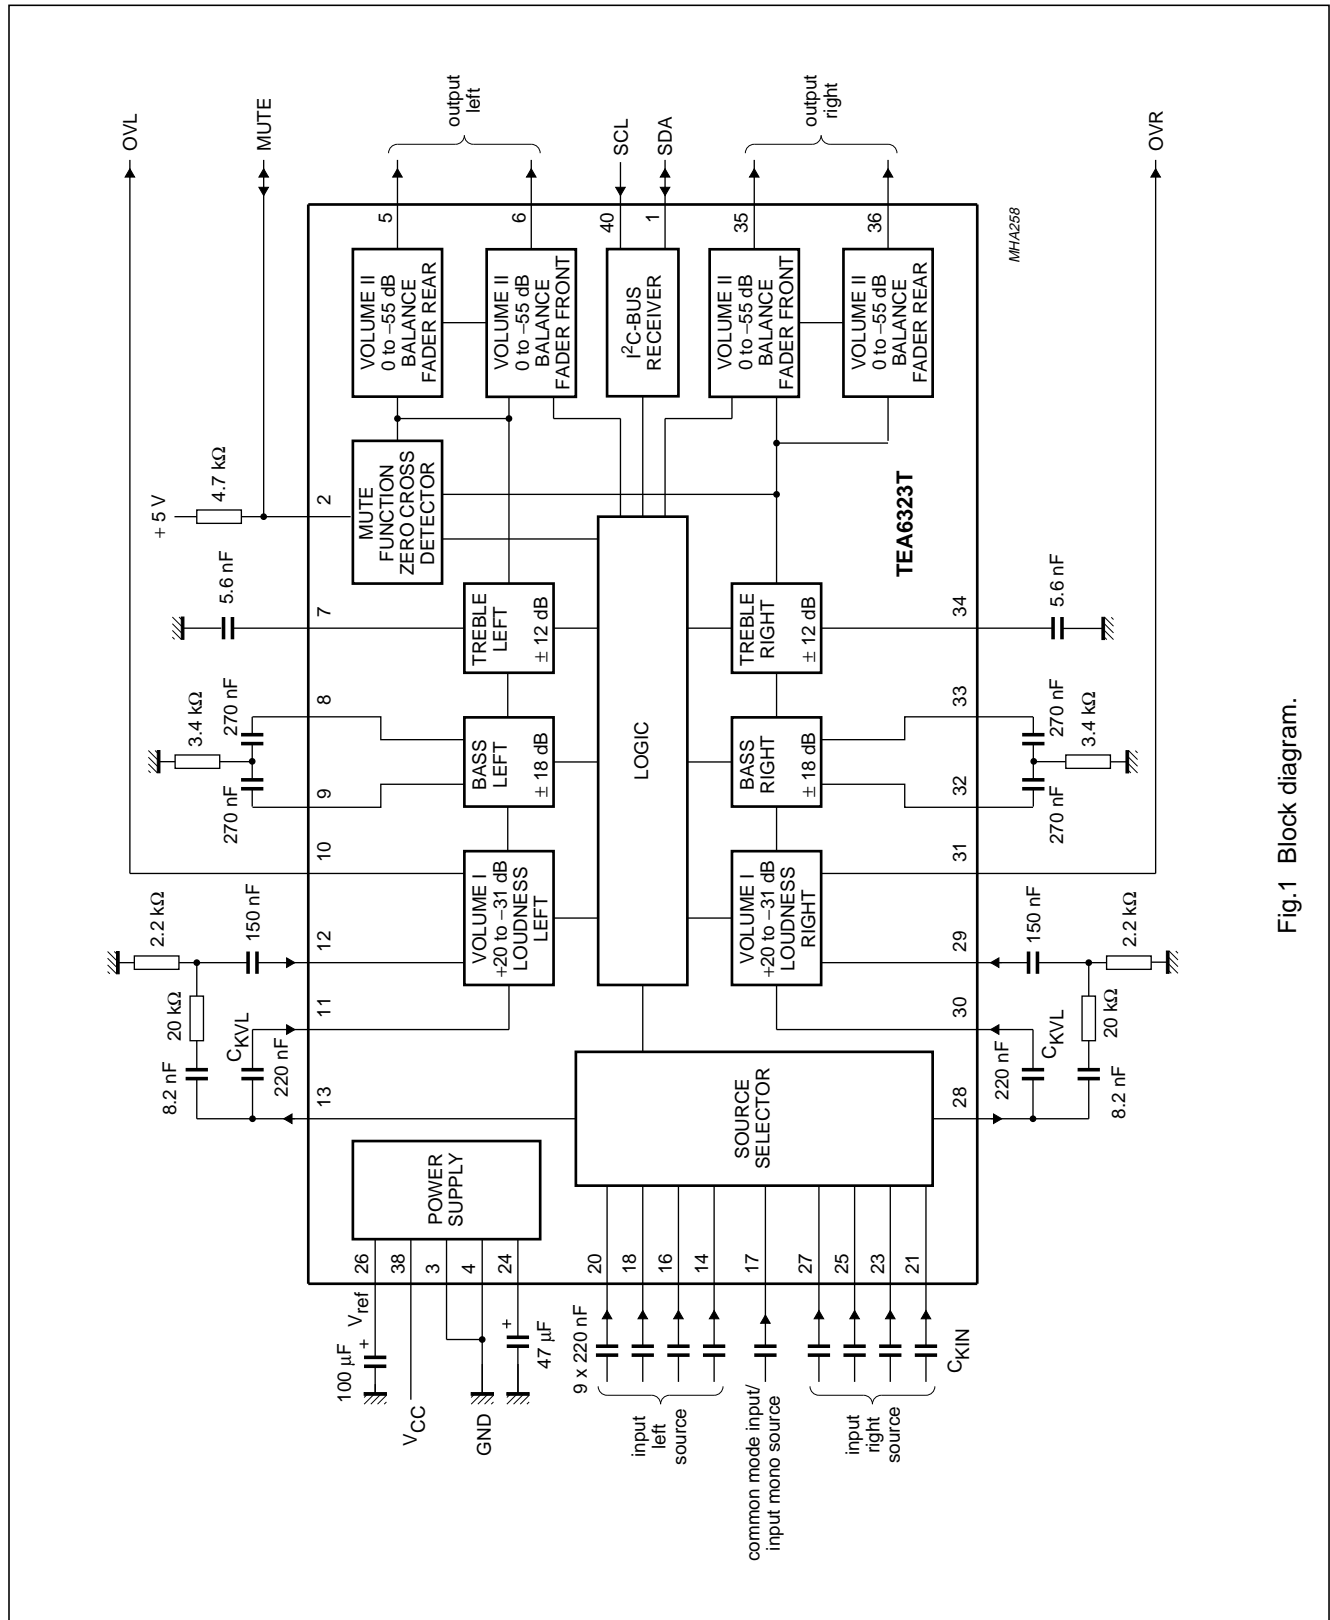 OVL
MUTE
output
left
SCL
SDA
output
right
OVR
5
6
40
1
35
36
MHA258
VOLUME II
0 to −55 dB
BALANCE
FADER REAR
VOLUME II
0 to −55 dB
BALANCE
FADER FRONT
I2C-BUS
RECEIVER
VOLUME II
0 to −55 dB
BALANCE
FADER FRONT
VOLUME II
0 to −55 dB
BALANCE
FADER REAR
+ 5 V
4.7 kΩ
2
MUTE
FUNCTION
ZERO CROSS
DETECTOR
TEA6323T
5.6 nF
7
TREBLE
LEFT
± 12 dB
TREBLE
RIGHT
± 12 dB
34
5.6 nF
3.4 kΩ
270 nF
8
270 nF
9
BASS
LEFT
± 18 dB
LOGIC
BASS
RIGHT
± 18 dB
33
270 nF
3.4 kΩ
32
270 nF
10
31
2.2 kΩ
150 nF
12
VOLUME I
+20 to −31 dB
LOUDNESS
LEFT
VOLUME I
+20 to −31 dB
LOUDNESS
RIGHT
29
150 nF
2.2 kΩ
20 kΩ
CKVL
11
30
CKVL
20 kΩ
8.2 nF
220 nF
13
SOURCE
SELECTOR
28
220 nF
8.2 nF
POWER
SUPPLY
26
38
3
4
24
20
18
16
14
17
27
25
23
21
Vref
100 μF
+
VCC
GND
+
47 μF
9 x 220 nF
CKIN
input
left
source
common mode input/
input mono source
input
right
source
Fig.1 Block diagram.